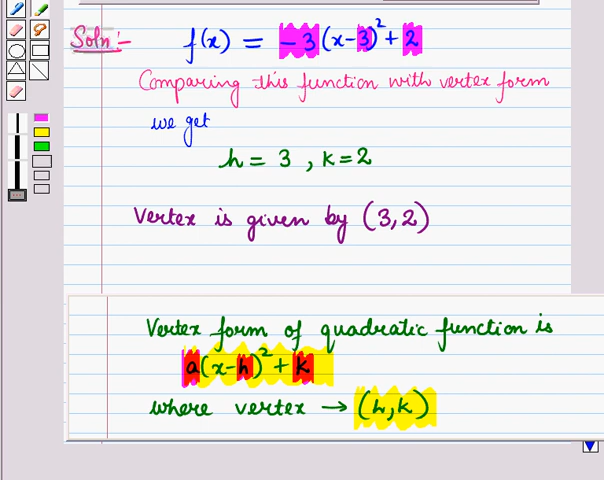 Soln:- f(x) = -3(x-3)²+2
Comparing this function with vertex form
we get
h = 3, k=2
Vertex is given by (3,2)
Vertex form of quadratic function is
a(x-h)²+k
where vertex → (h,k)